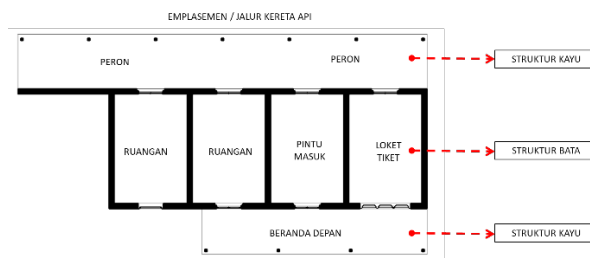 EMPLASEMEN / JALUR KERETA API
PERON
PERON
STRUKTUR KAYU
RUANGAN
RUANGAN
PINTU
MASUK
LOKET
TIKET
STRUKTUR BATA
BERANDA DEPAN
STRUKTUR KAYU